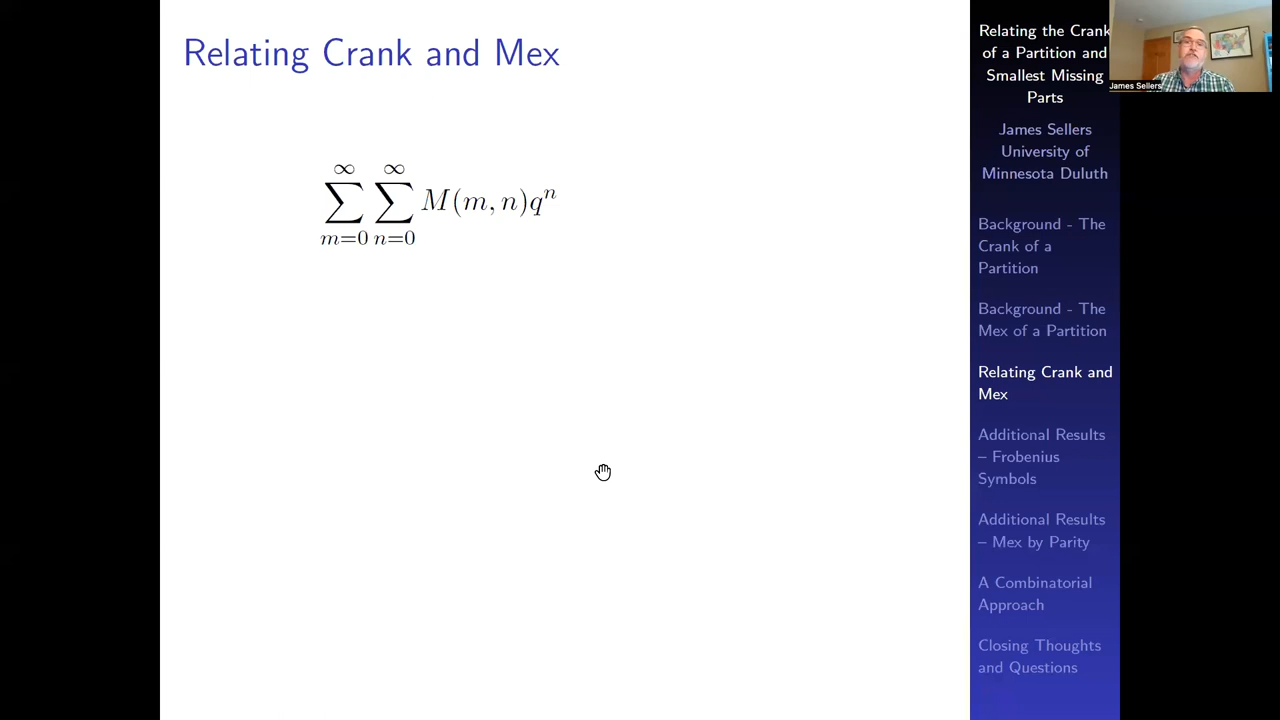 Relating Crank and Mex
∞ ∞
∑ ∑ M(m, n)qⁿ
m=0 n=0
Relating the Crank
of a Partition and
Smallest Missing
Parts
James Sellers
University of
Minnesota Duluth
Background - The
Crank of a
Partition
Background - The
Mex of a Partition
Relating Crank and
Mex
Additional Results
– Frobenius
Symbols
Additional Results
– Mex by Parity
A Combinatorial
Approach
Closing Thoughts
and Questions
James Sellers